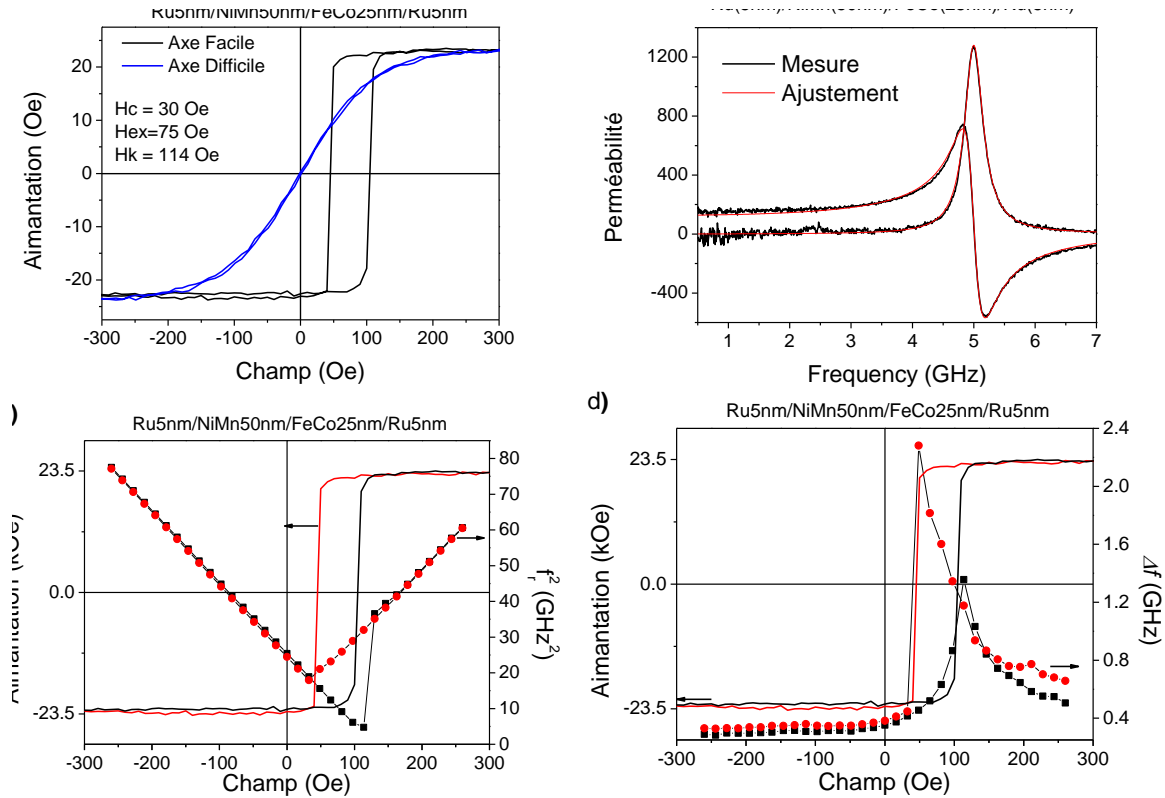 Ru5nm/NiMn50nm/FeCo25nm/Ru5nm
Axe Facile
Axe Difficile
Hc = 30 Oe
Hex=75 Oe
Hk = 114 Oe
20
10
0
-10
-20
Aimantation (Oe)
-300 -200 -100 0 100 200 300
Champ (Oe)
Mesure
Ajustement
1200
800
400
0
-400
Perméabilité
1 2 3 4 5 6 7
Frequency (GHz)
)
Ru5nm/NiMn50nm/FeCo25nm/Ru5nm
23.5
0.0
-23.5
Aimantation (kOe)
80
70
60
50
40
30
20
10
0
f_r^2 (GHz^2)
-300 -200 -100 0 100 200 300
Champ (Oe)
d)
Ru5nm/NiMn50nm/FeCo25nm/Ru5nm
23.5
0.0
-23.5
Aimantation (kOe)
2.4
2.0
1.6
1.2
0.8
0.4
Δf (GHz)
-300 -200 -100 0 100 200 300
Champ (Oe)